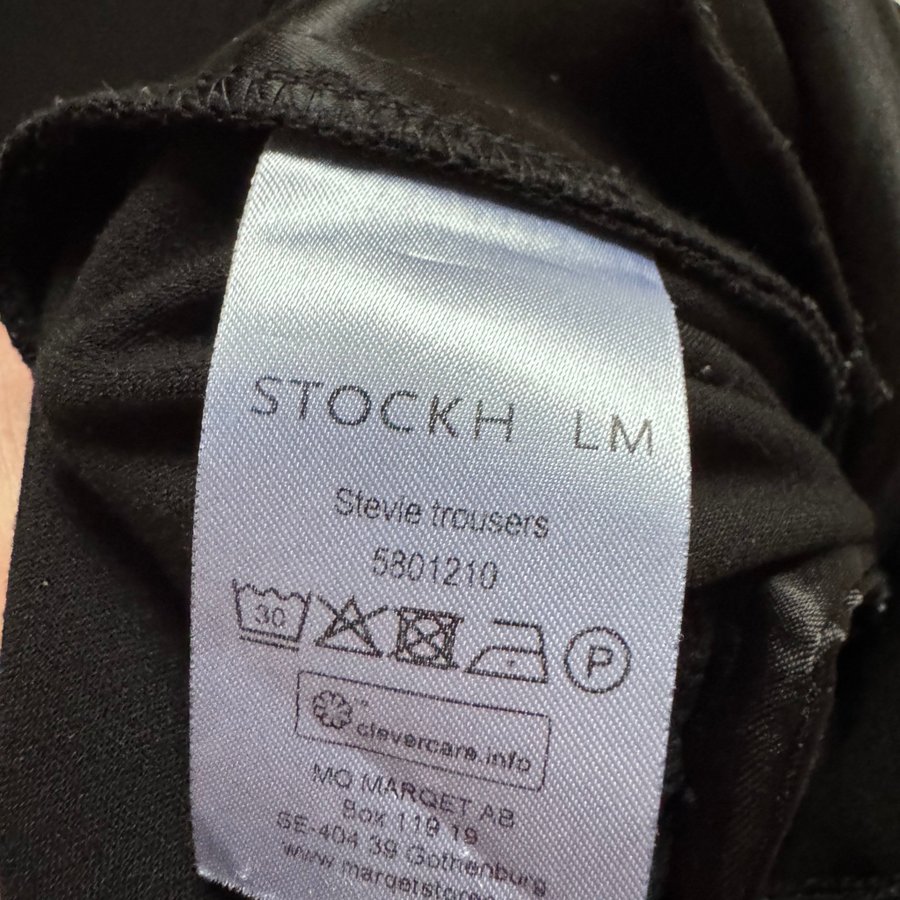 STOCKH LM
Stevie trousers
5801210
30
P
clevercare.info
MQ MARQET AB
Box 119 19
SE-404 39 Gothenburg